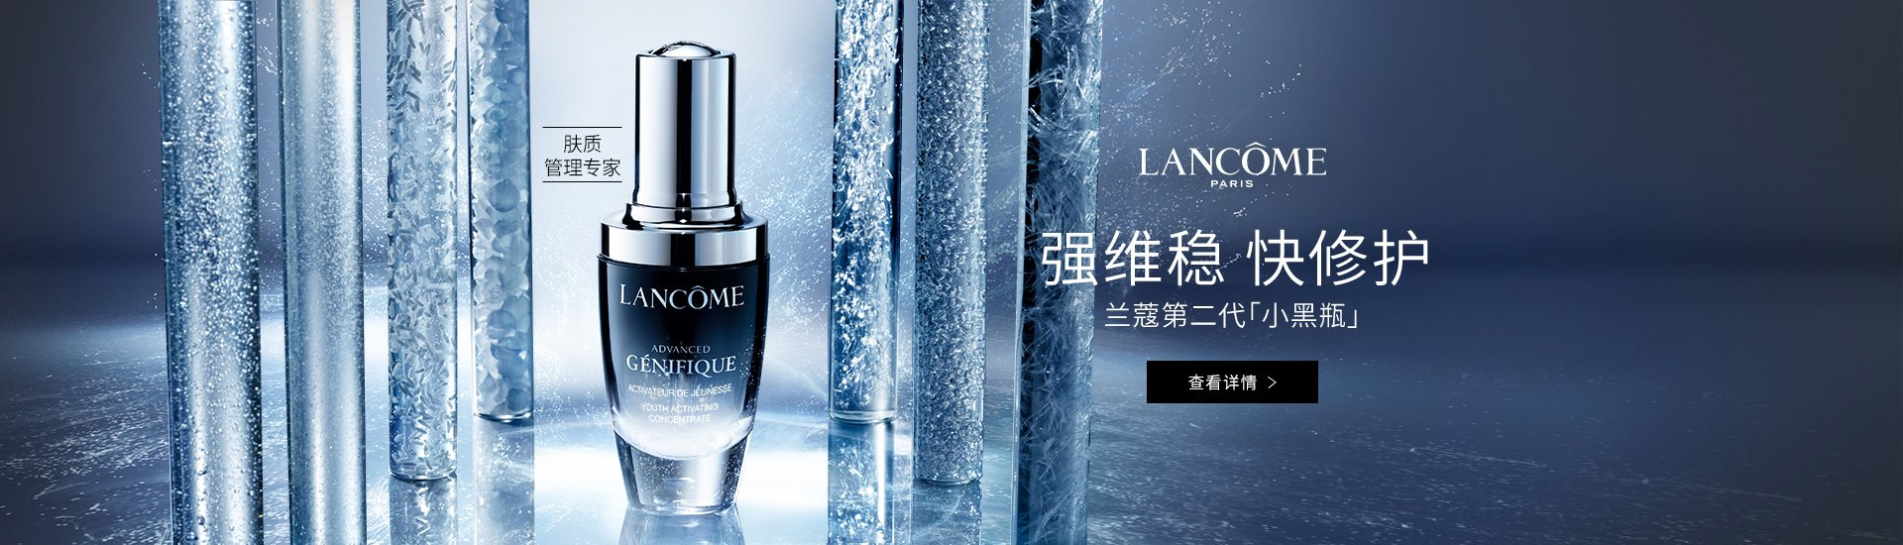 肤质
管理专家
LANCÔME
ADVANCED
GÉNIFIQUE
ACTIVATEUR DE JEUNESSE
YOUTH ACTIVATING
CONCENTRATE
LANCÔME
PARIS
强维稳 快修护
兰蔻第二代「小黑瓶」
查看详情 >